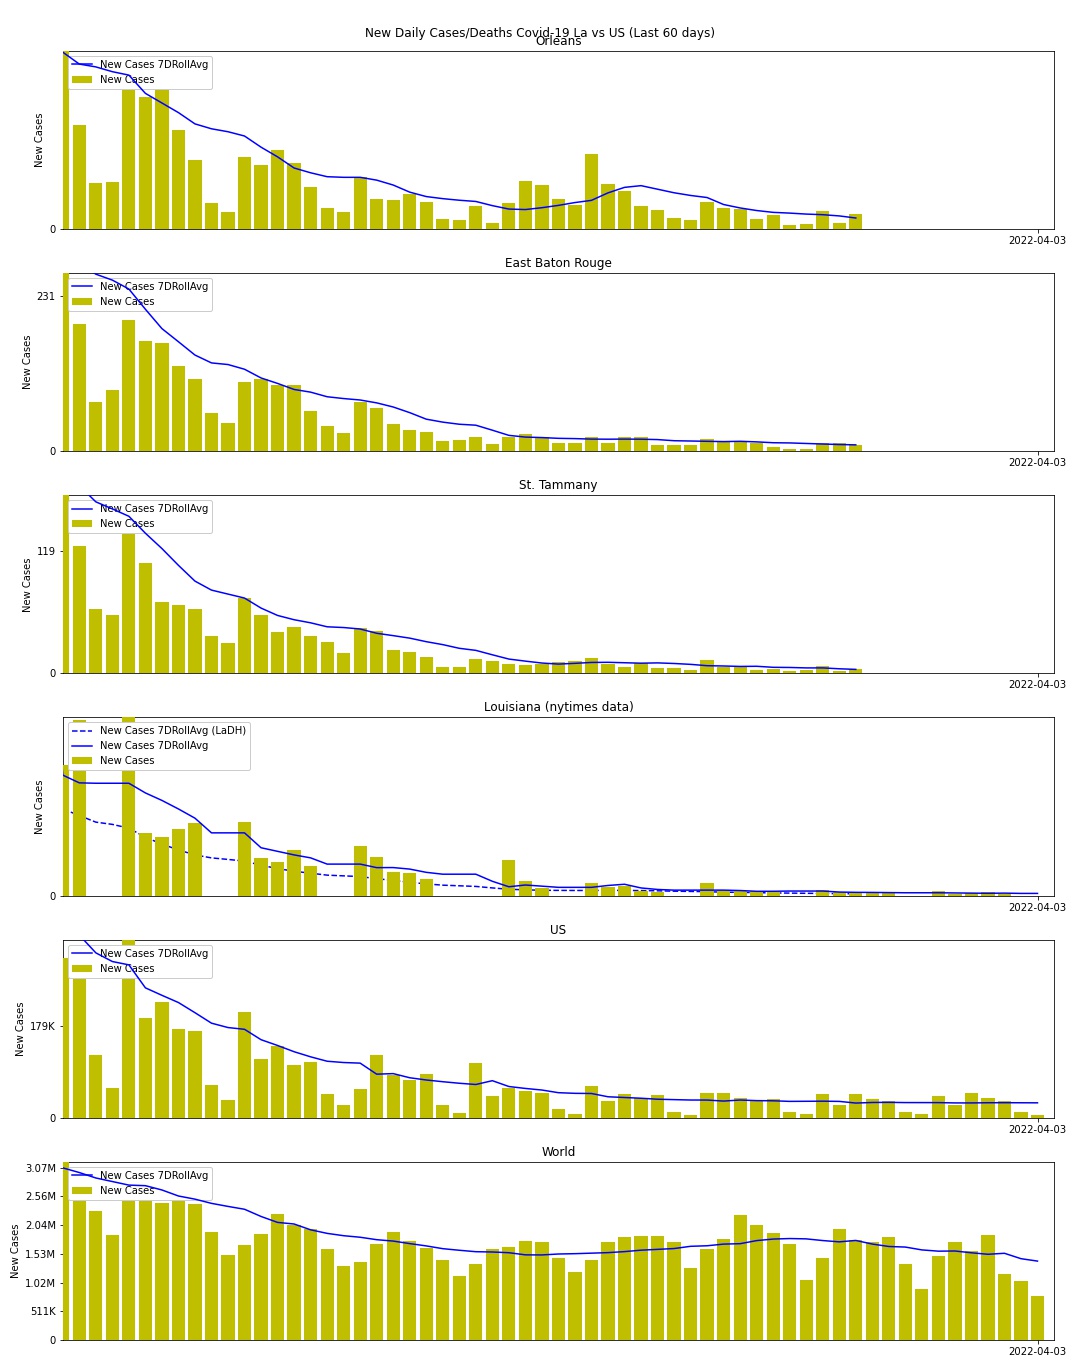 New Daily Cases/Deaths Covid-19 La vs US (Last 60 days)
Orleans
New Cases 7DRollAvg
New Cases
New Cases
0
2022-04-03
East Baton Rouge
New Cases 7DRollAvg
New Cases
231
New Cases
0
2022-04-03
St. Tammany
New Cases 7DRollAvg
New Cases
119
New Cases
0
2022-04-03
Louisiana (nytimes data)
New Cases 7DRollAvg (LaDH)
New Cases 7DRollAvg
New Cases
New Cases
0
2022-04-03
US
New Cases 7DRollAvg
New Cases
179K
New Cases
0
2022-04-03
World
New Cases 7DRollAvg
New Cases
3.07M
2.56M
2.04M
1.53M
1.02M
511K
0
New Cases
2022-04-03